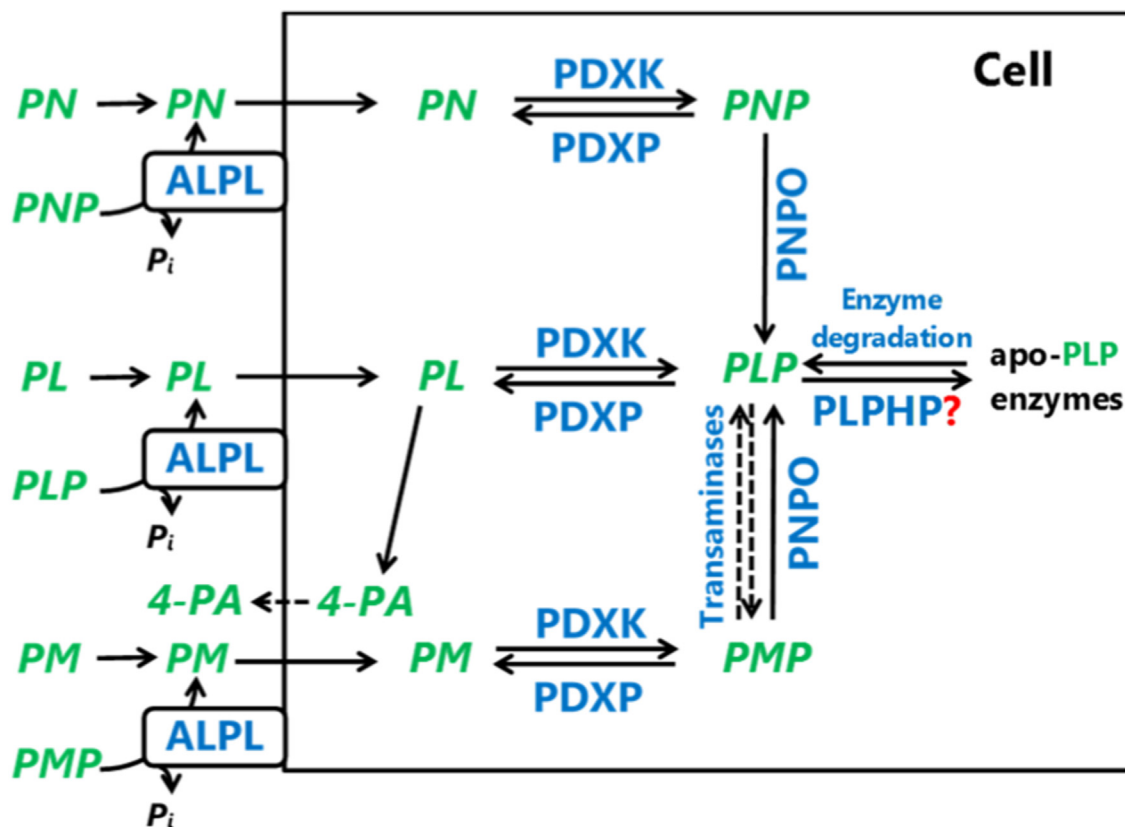 Cell
PN
PN
PN
PDXK
PDXP
PNP
ALPL
PNP
Pi
PNPO
Enzyme
degradation
PL
PL
PL
PDXK
PDXP
PLP
apo-PLP
enzymes
PLPHP?
ALPL
PLP
Pi
Transaminases
PNPO
4-PA
4-PA
PM
PM
PM
PDXK
PDXP
PMP
ALPL
PMP
Pi